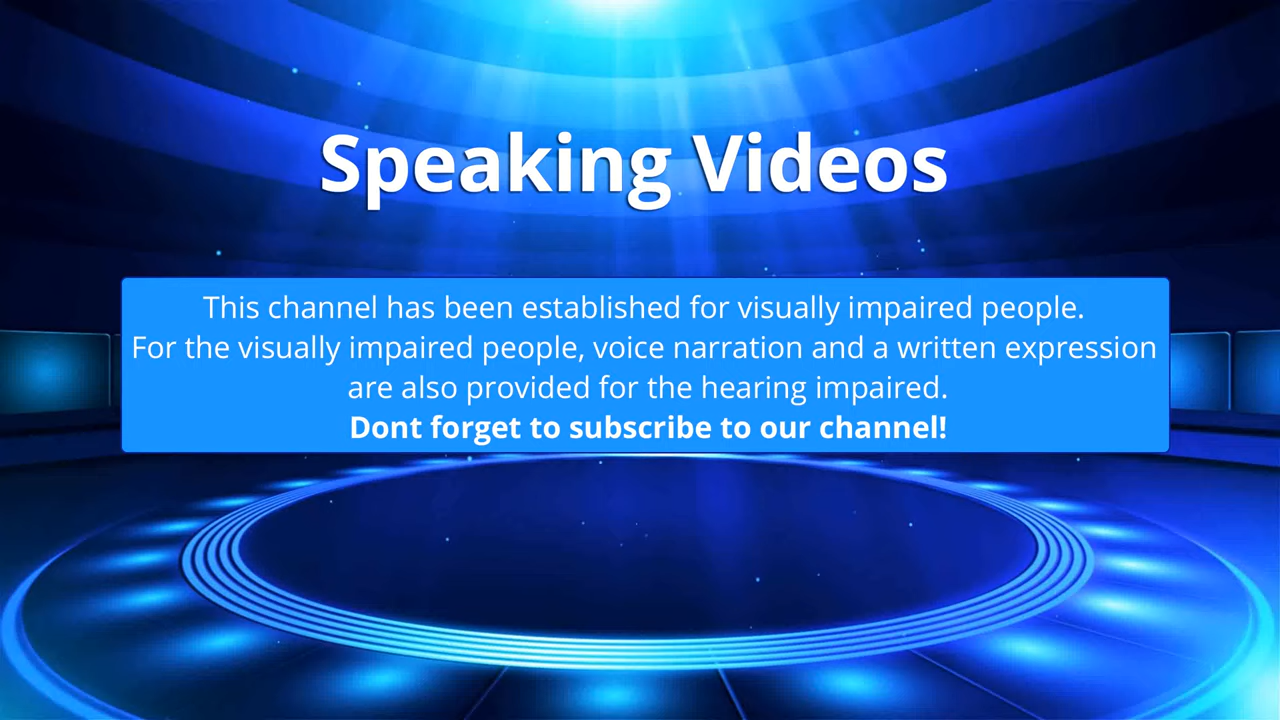 Speaking Videos
This channel has been established for visually impaired people.
For the visually impaired people, voice narration and a written expression
are also provided for the hearing impaired.
Dont forget to subscribe to our channel!